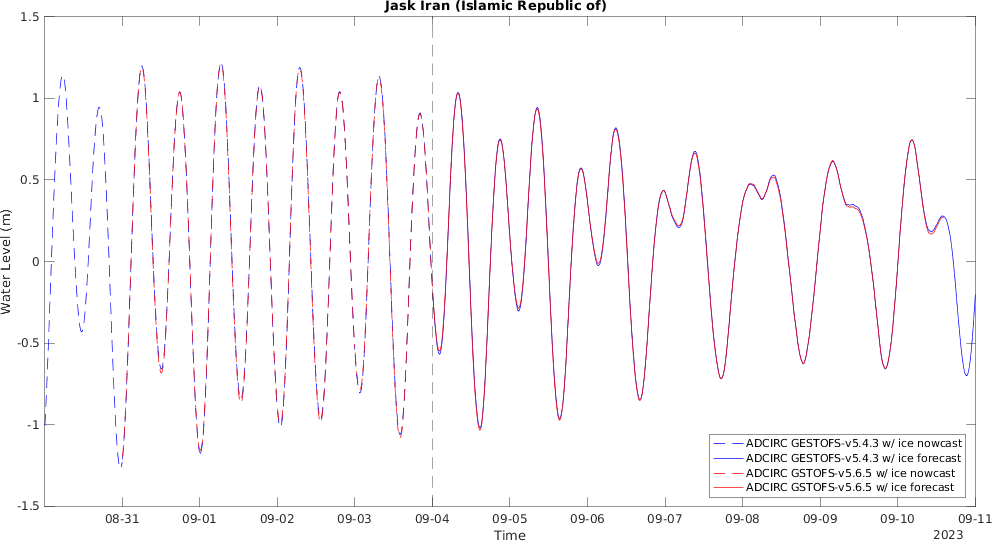 Jask Iran (Islamic Republic of)
1.5
1
0.5
0
-0.5
-1
-1.5
Water Level (m)
08-31
09-01
09-02
09-03
09-04
09-05
09-06
09-07
09-08
09-09
09-10
09-11
Time
2023
ADCIRC GESTOFS-v5.4.3 w/ ice nowcast
ADCIRC GESTOFS-v5.4.3 w/ ice forecast
ADCIRC GSTOFS-v5.6.5 w/ ice nowcast
ADCIRC GSTOFS-v5.6.5 w/ ice forecast